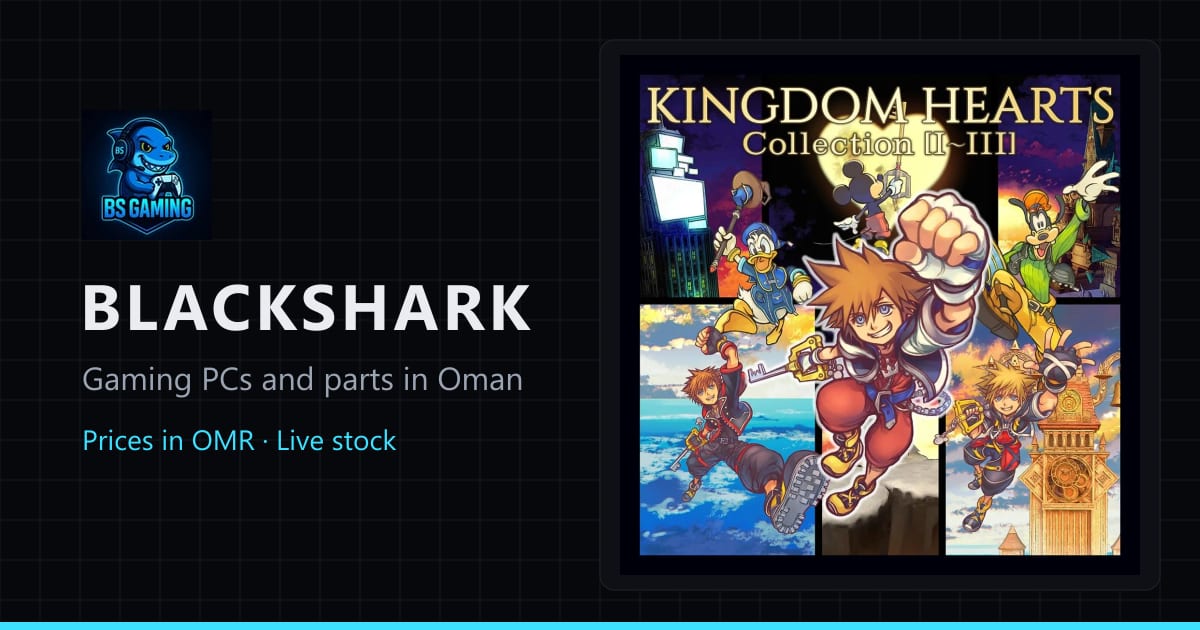 BS
BS GAMING
BLACKSHARK
Gaming PCs and parts in Oman
Prices in OMR · Live stock
KINGDOM HEARTS
Collection [I~III]